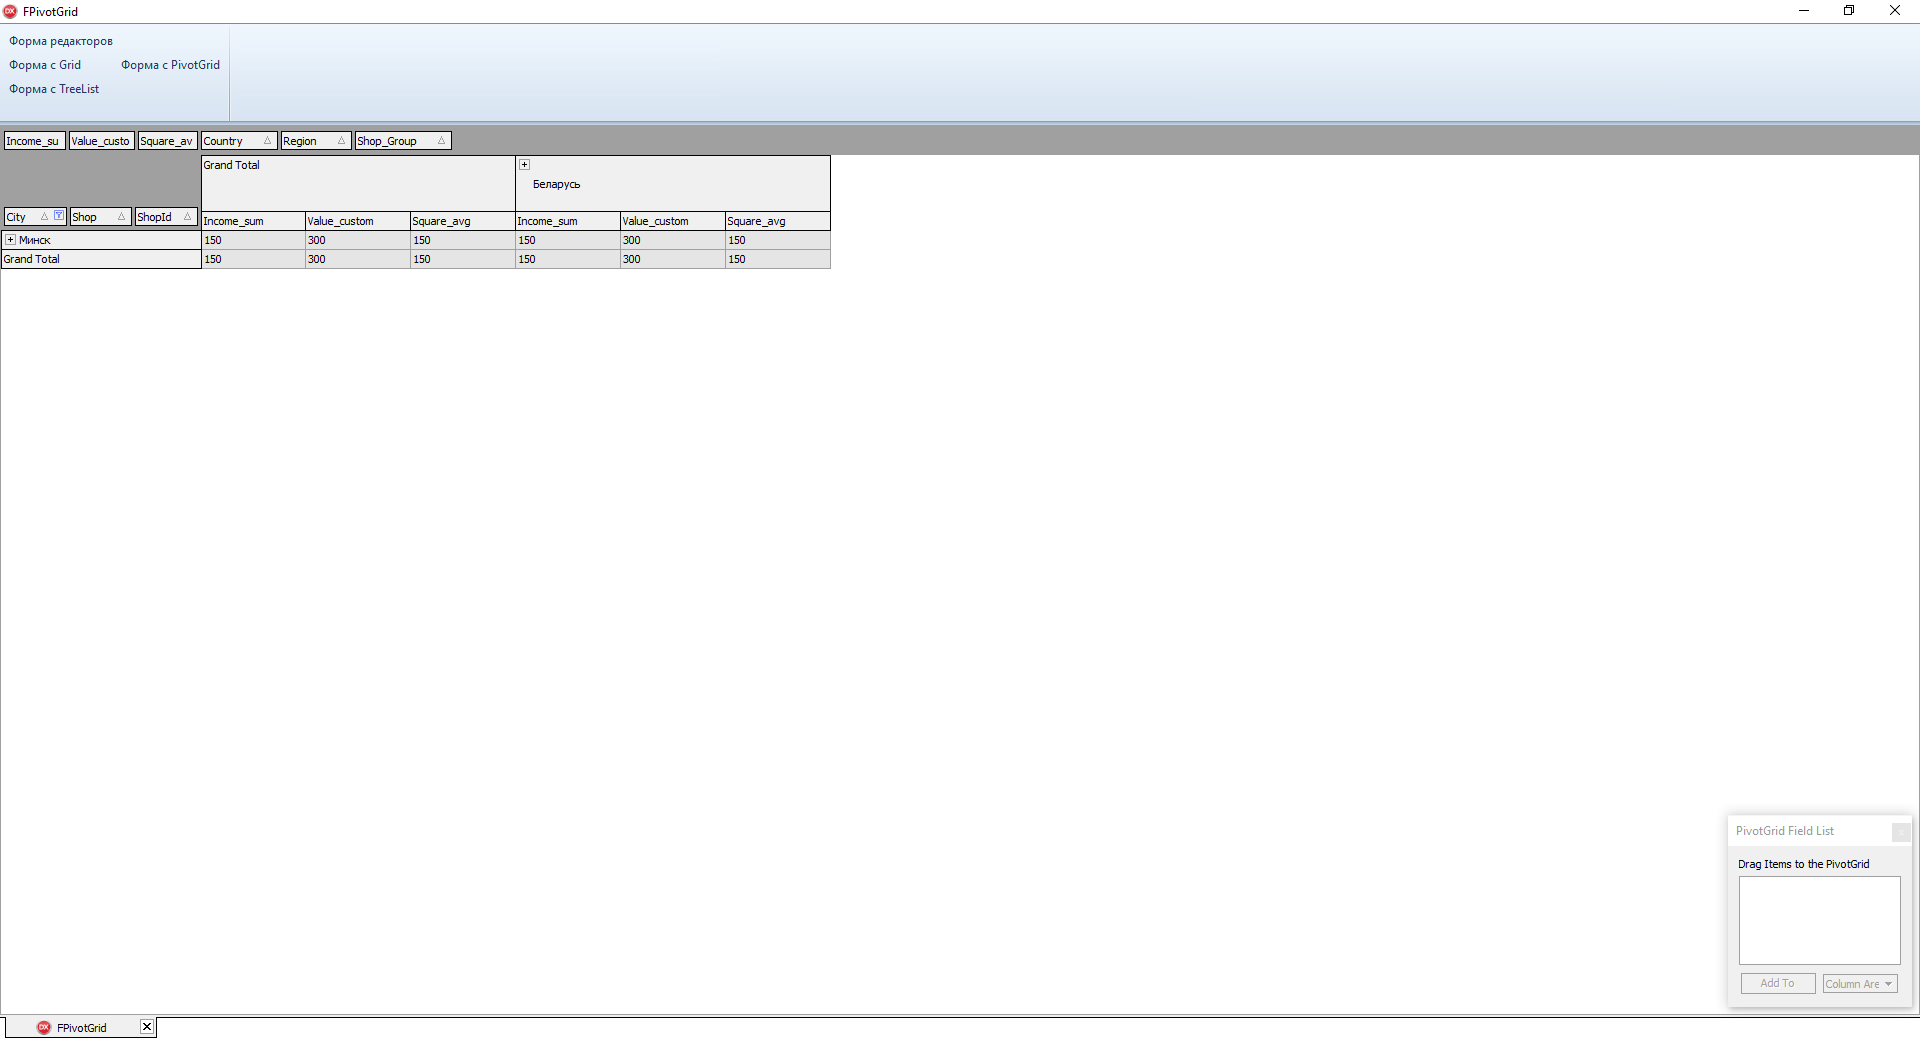 FPivotGrid
Форма редакторов
Форма с Grid Форма с PivotGrid
Форма с TreeList
Income_su Value_custo Square_av Country Region Shop_Group
Grand Total
Беларусь
City Shop ShopId
Income_sum Value_custom Square_avg Income_sum Value_custom Square_avg
Минск 150 300 150 150 300 150
Grand Total 150 300 150 150 300 150
PivotGrid Field List
Drag Items to the PivotGrid
Add To Column Are
FPivotGrid